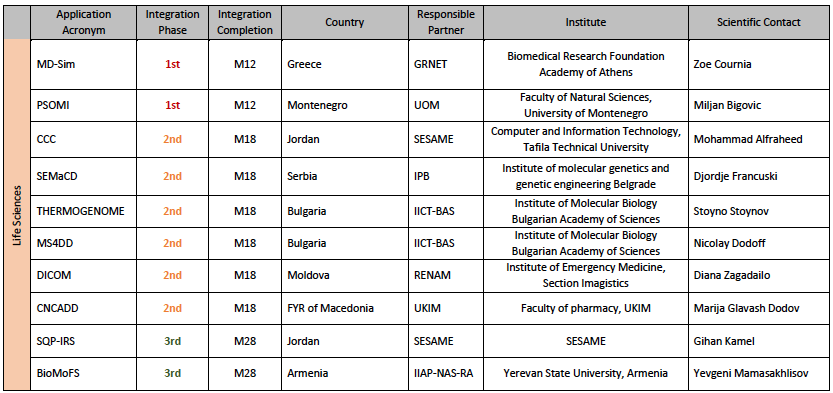 Application Acronym | Integration Phase | Integration Completion | Country | Responsible Partner | Institute | Scientific Contact
Life Sciences
MD-Sim | 1st | M12 | Greece | GRNET | Biomedical Research Foundation Academy of Athens | Zoe Cournia
PSOMI | 1st | M12 | Montenegro | UOM | Faculty of Natural Sciences, University of Montenegro | Miljan Bigovic
CCC | 2nd | M18 | Jordan | SESAME | Computer and Information Technology, Tafila Technical University | Mohammad Alfraheed
SEMaCD | 2nd | M18 | Serbia | IPB | Institute of molecular genetics and genetic engineering Belgrade | Djordje Francuski
THERMOGENOME | 2nd | M18 | Bulgaria | IICT-BAS | Institute of Molecular Biology Bulgarian Academy of Sciences | Stoyno Stoynov
MS4DD | 2nd | M18 | Bulgaria | IICT-BAS | Institute of Molecular Biology Bulgarian Academy of Sciences | Nicolay Dodoff
DICOM | 2nd | M18 | Moldova | RENAM | Institute of Emergency Medicine, Section Imagistics | Diana Zagadailo
CNCADD | 2nd | M18 | FYR of Macedonia | UKIM | Faculty of pharmacy, UKIM | Marija Glavash Dodov
SQP-IRS | 3rd | M28 | Jordan | SESAME | SESAME | Gihan Kamel
BioMoFS | 3rd | M28 | Armenia | IIAP-NAS-RA | Yerevan State University, Armenia | Yevgeni Mamasakhlisov